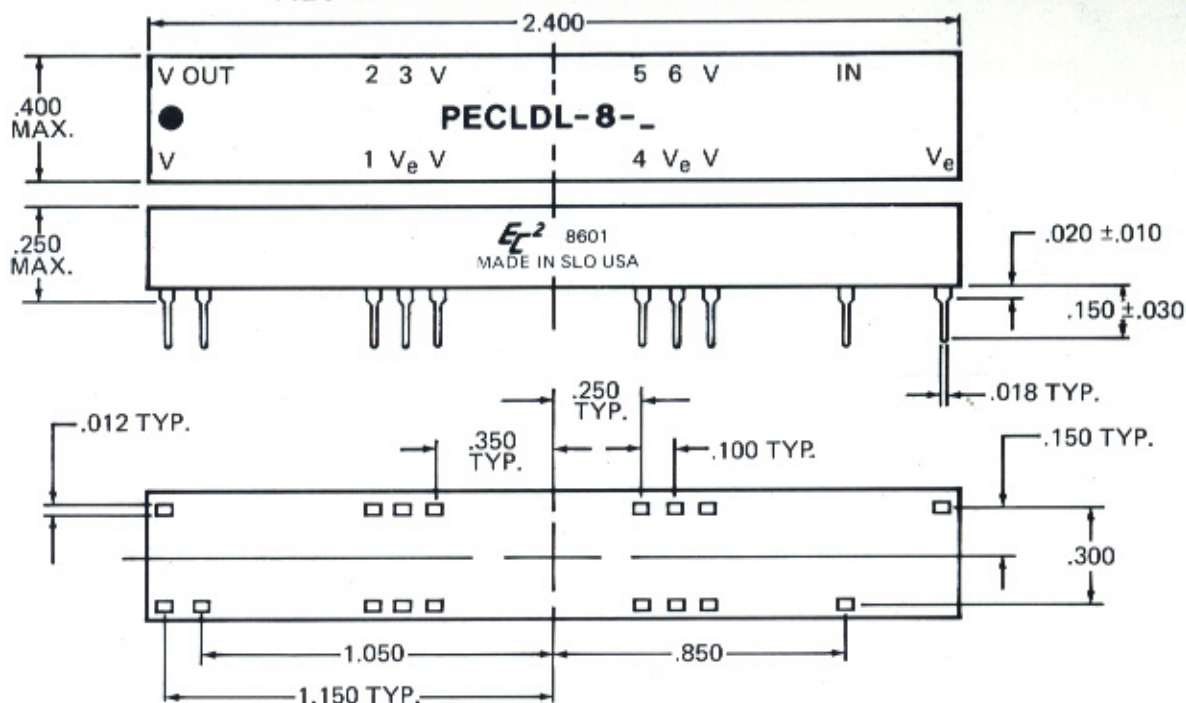 2.400
V OUT 2 3 V 5 6 V IN
.400
MAX.
PECLDL-8-_
V 1 Ve V 4 Ve V Ve
.250
MAX.
EC² 8601
MADE IN SLO USA
.020 ±.010
.150 ±.030
.018 TYP.
.250
TYP.
.012 TYP.
.350
TYP.
.100 TYP.
.150 TYP.
.300
1.050
.850
1.150 TYP.